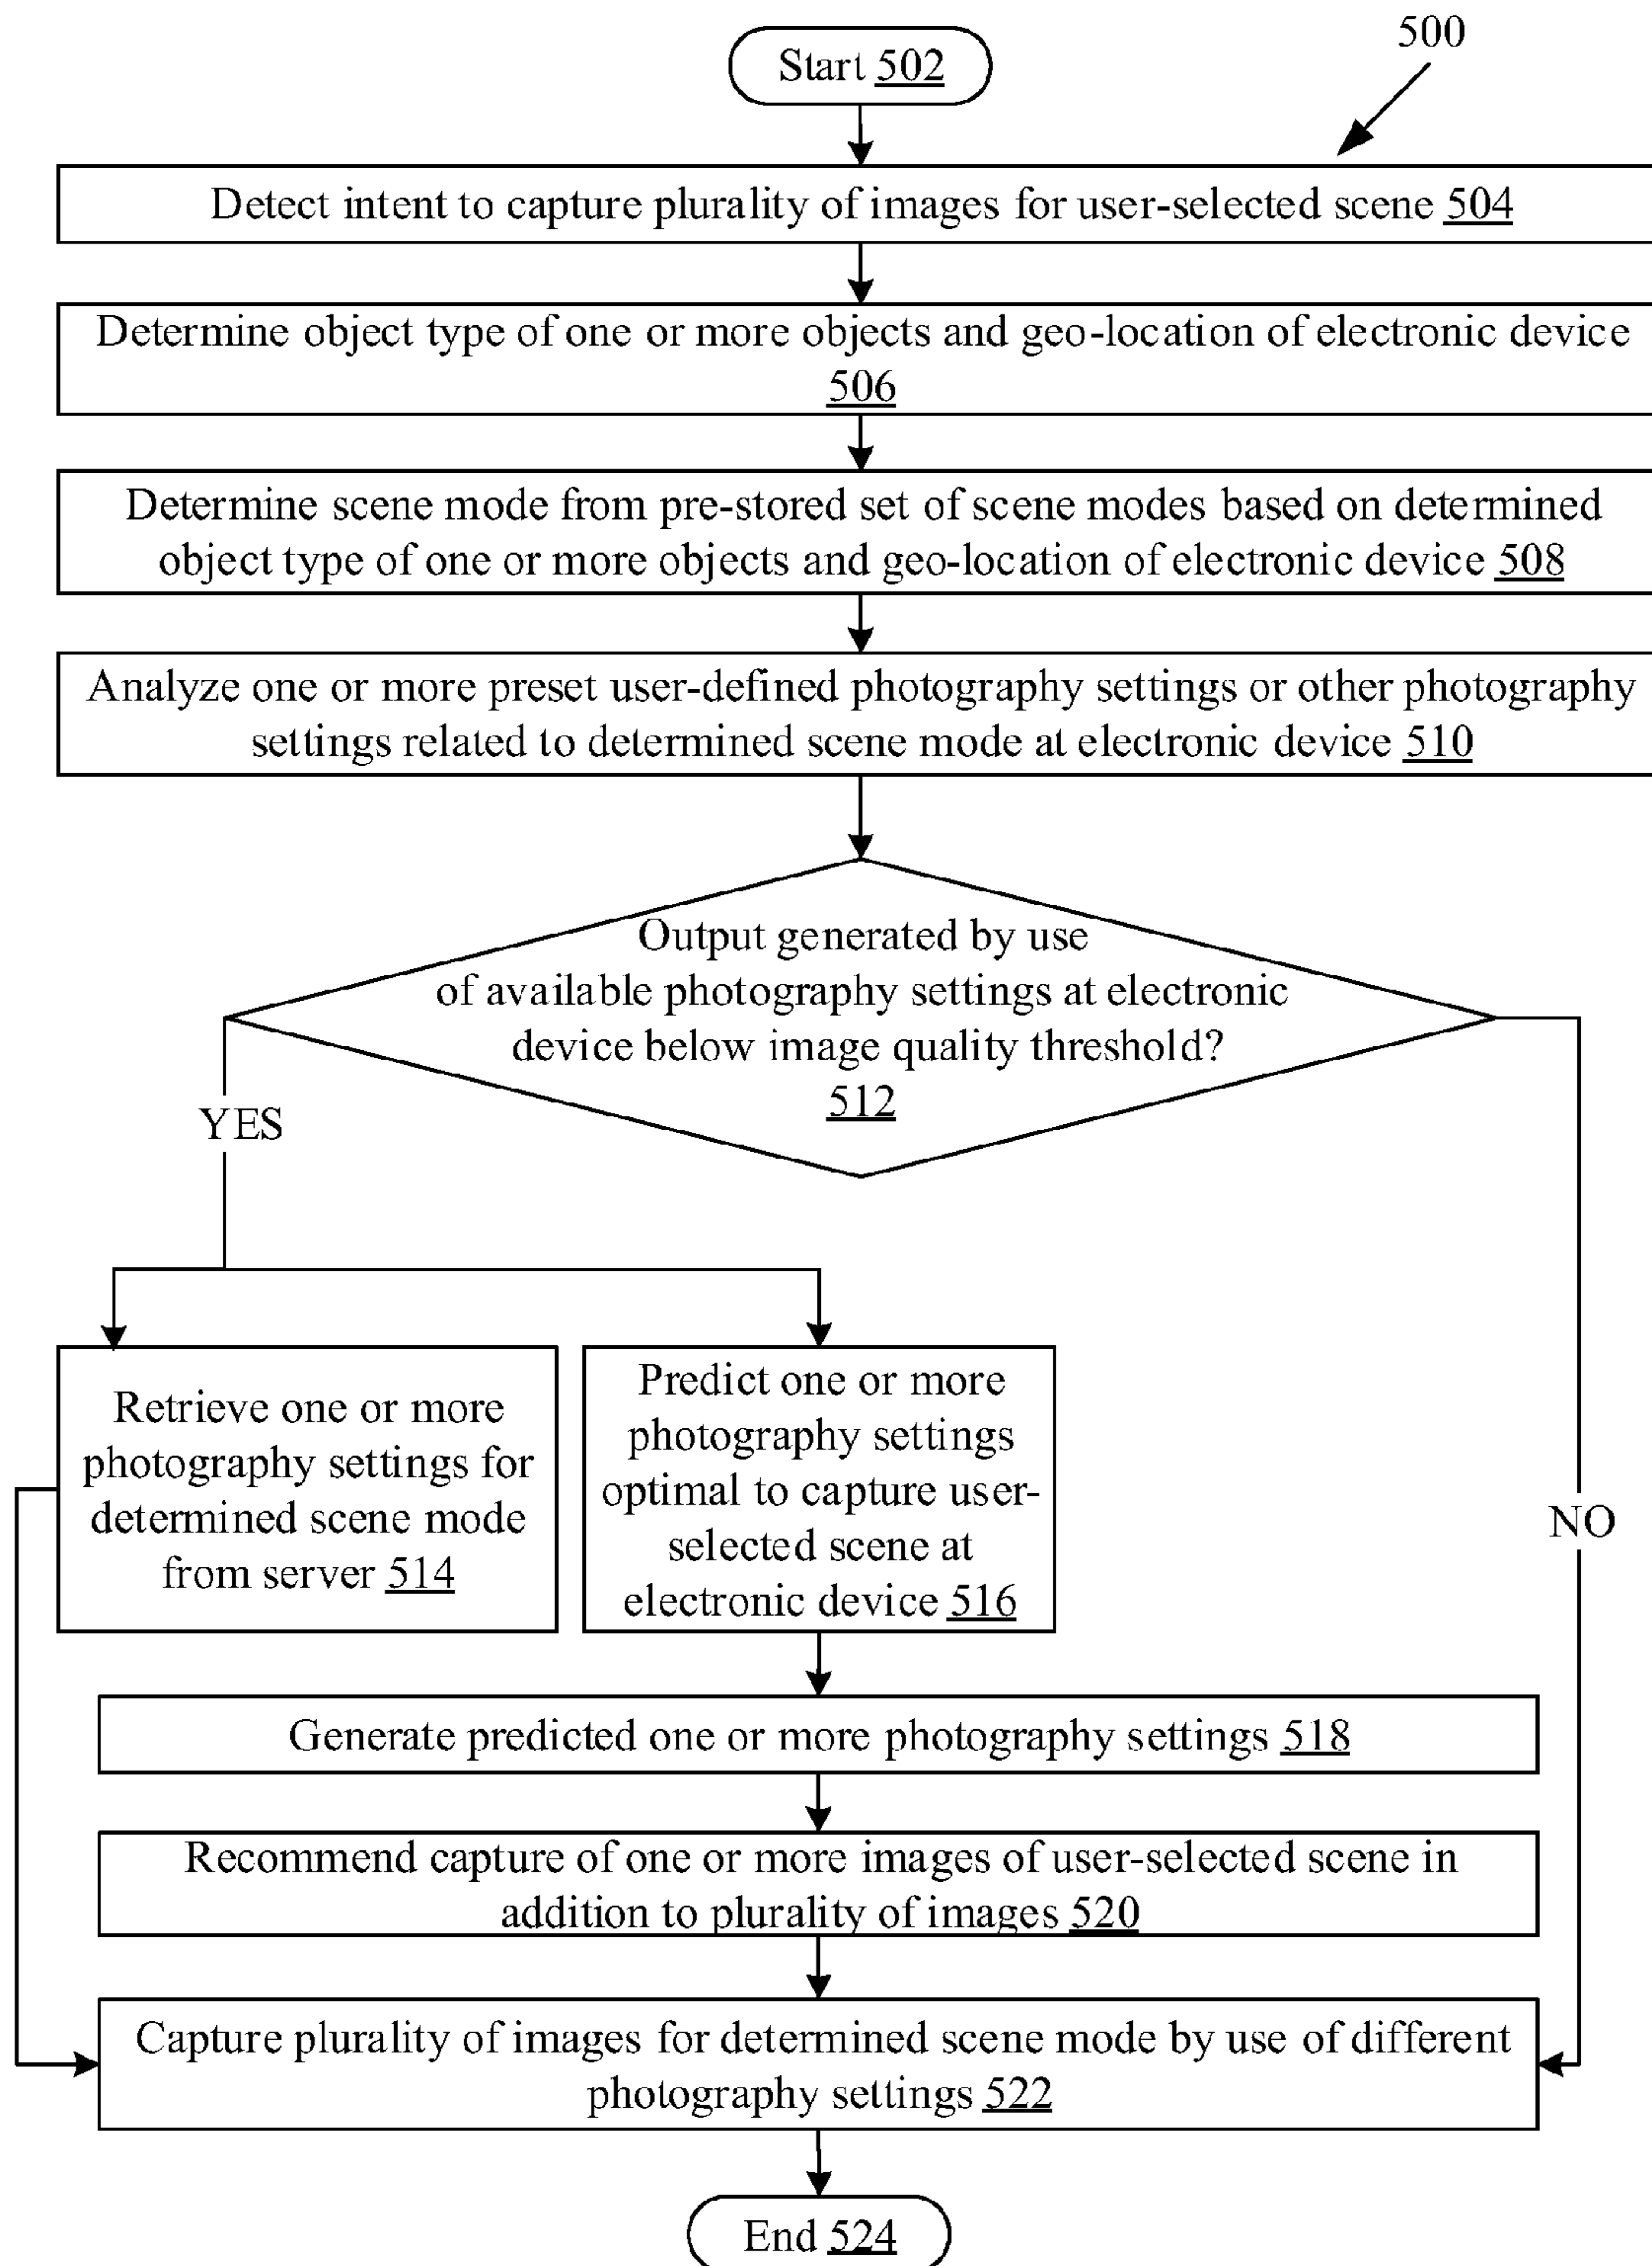 500
Start 502
Detect intent to capture plurality of images for user-selected scene 504
Determine object type of one or more objects and geo-location of electronic device
506
Determine scene mode from pre-stored set of scene modes based on determined
object type of one or more objects and geo-location of electronic device 508
Analyze one or more preset user-defined photography settings or other photography
settings related to determined scene mode at electronic device 510
Output generated by use
of available photography settings at electronic
device below image quality threshold?
512
YES
NO
Retrieve one or more
photography settings for
determined scene mode
from server 514
Predict one or more
photography settings
optimal to capture user-
selected scene at
electronic device 516
Generate predicted one or more photography settings 518
Recommend capture of one or more images of user-selected scene in
addition to plurality of images 520
Capture plurality of images for determined scene mode by use of different
photography settings 522
End 524